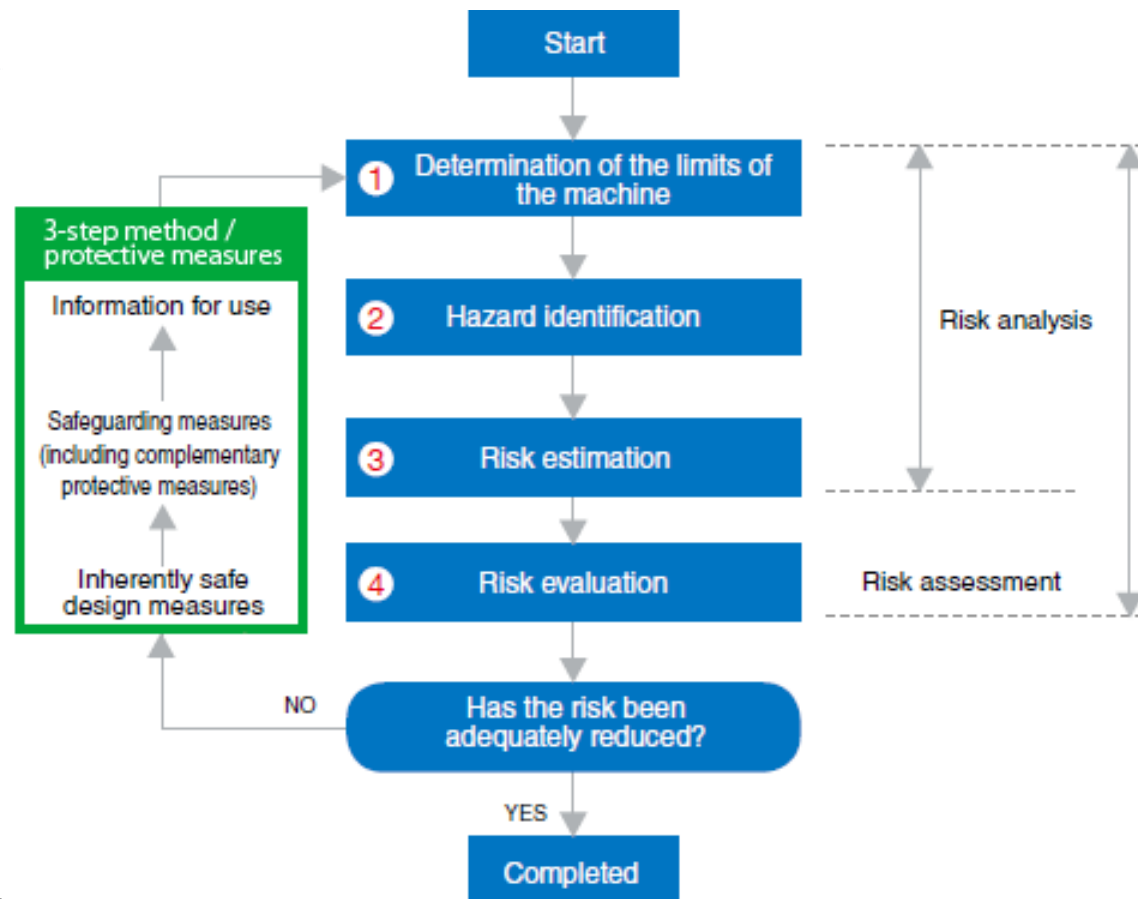 Start
1
Determination of the limits of
the machine
3-step method /
protective measures
Information for use
Safeguarding measures
(including complementary
protective measures)
Inherently safe
design measures
2
Hazard identification
Risk analysis
3
Risk estimation
4
Risk evaluation
Risk assessment
NO
Has the risk been
adequately reduced?
YES
Completed